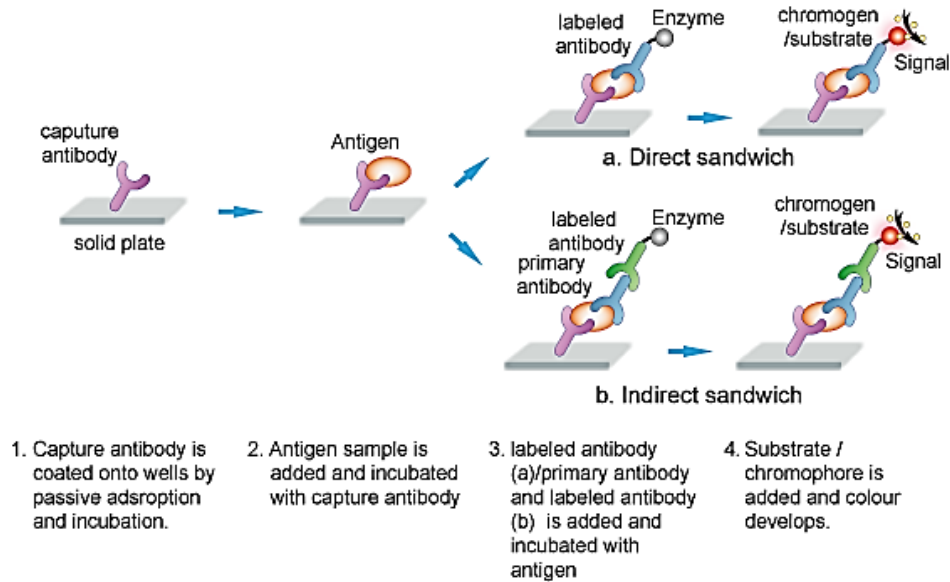 caputure
antibody
solid plate
Antigen
labeled
antibody
Enzyme
chromogen
/substrate
Signal
a. Direct sandwich
labeled
antibody
primary
antibody
Enzyme
chromogen
/substrate
Signal
b. Indirect sandwich
1. Capture antibody is
coated onto wells by
passive adsroption
and incubation.
2. Antigen sample is
added and incubated
with capture antibody
3. labeled antibody
(a)/primary antibody
and labeled antibody
(b) is added and
incubated with
antigen
4. Substrate /
chromophore is
added and colour
develops.